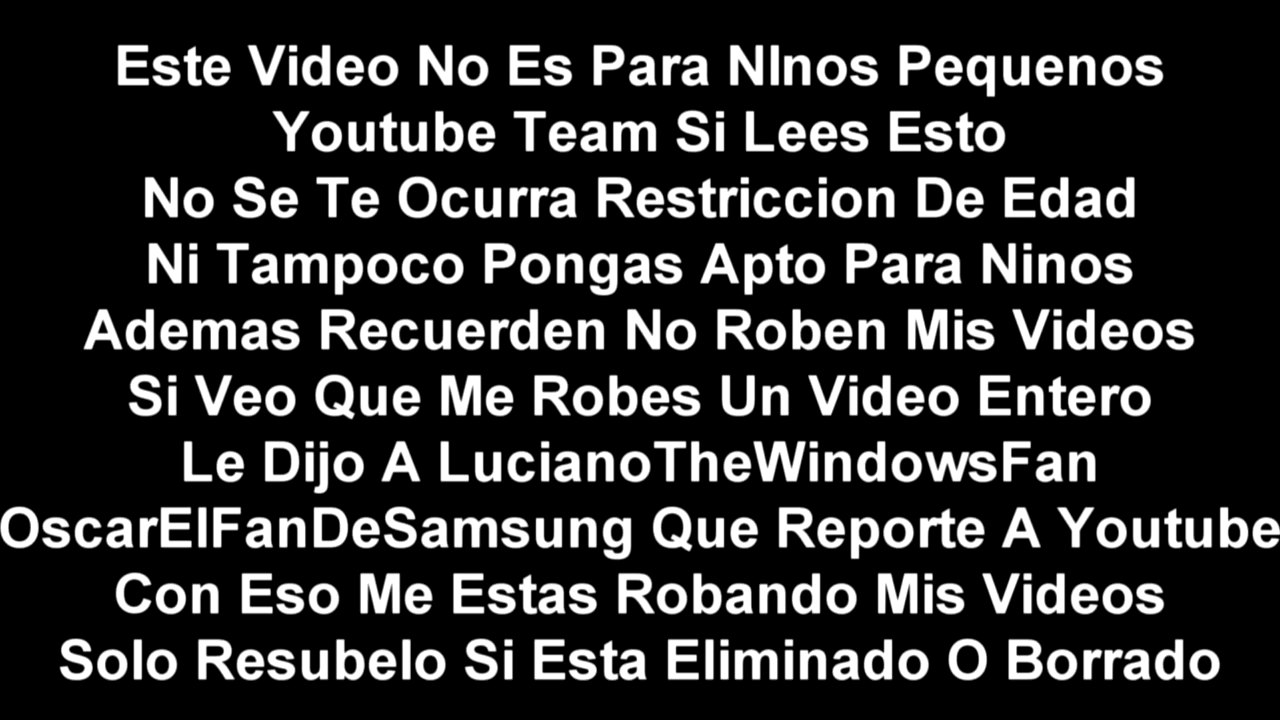 Este Video No Es Para NInos Pequenos
Youtube Team Si Lees Esto
No Se Te Ocurra Restriccion De Edad
Ni Tampoco Pongas Apto Para Ninos
Ademas Recuerden No Roben Mis Videos
Si Veo Que Me Robes Un Video Entero
Le Dijo A LucianoTheWindowsFan
OscarElFanDeSamsung Que Reporte A Youtube
Con Eso Me Estas Robando Mis Videos
Solo Resubelo Si Esta Eliminado O Borrado